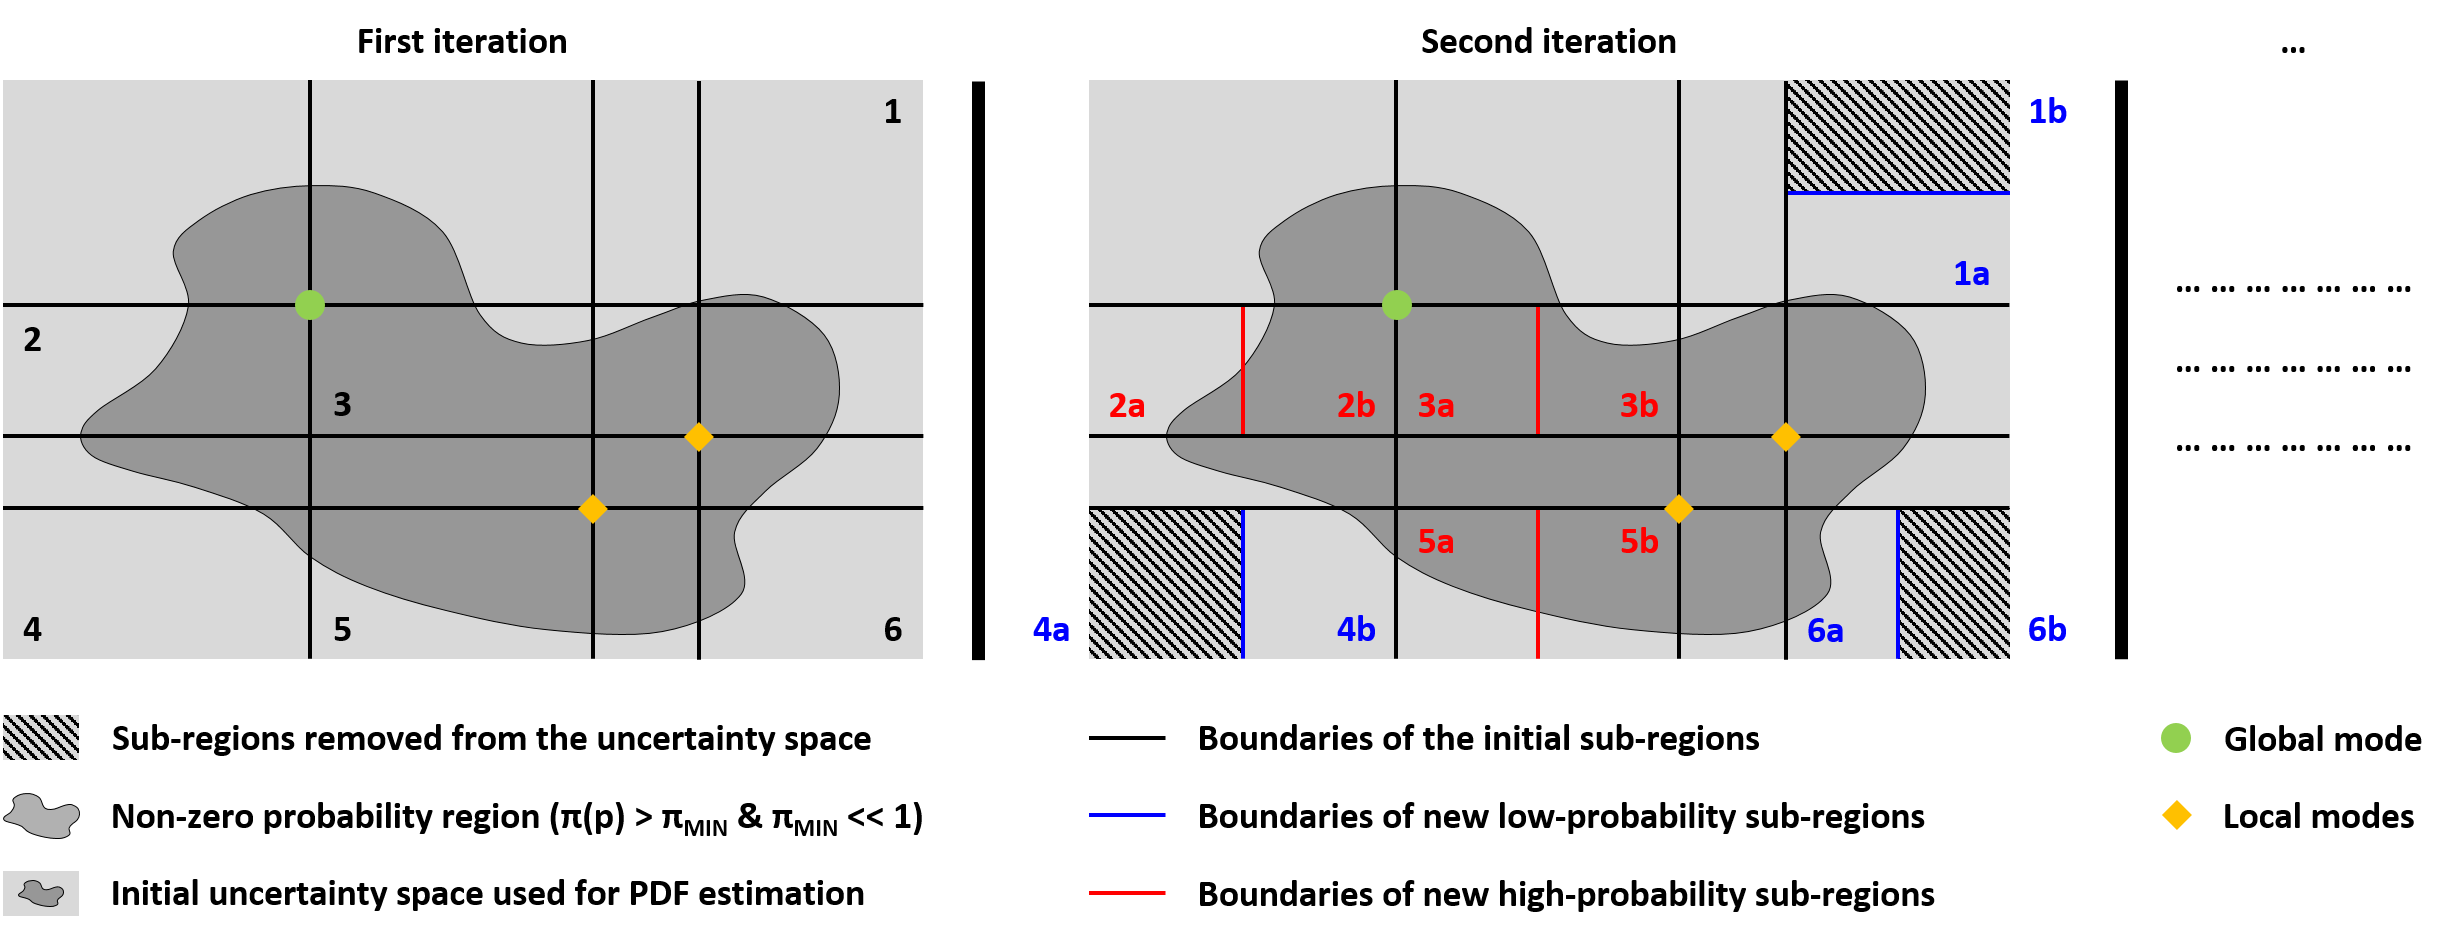 First iteration
Second iteration
...
1
1b
1a
2
3
2a
2b
3a
3b
... ... ... ... ... ... ...
... ... ... ... ... ... ...
... ... ... ... ... ... ...
5a
5b
4
5
6
4a
4b
6a
6b
Sub-regions removed from the uncertainty space
Boundaries of the initial sub-regions
Global mode
Non-zero probability region (π(p) > πMIN & πMIN << 1)
Boundaries of new low-probability sub-regions
Local modes
Initial uncertainty space used for PDF estimation
Boundaries of new high-probability sub-regions